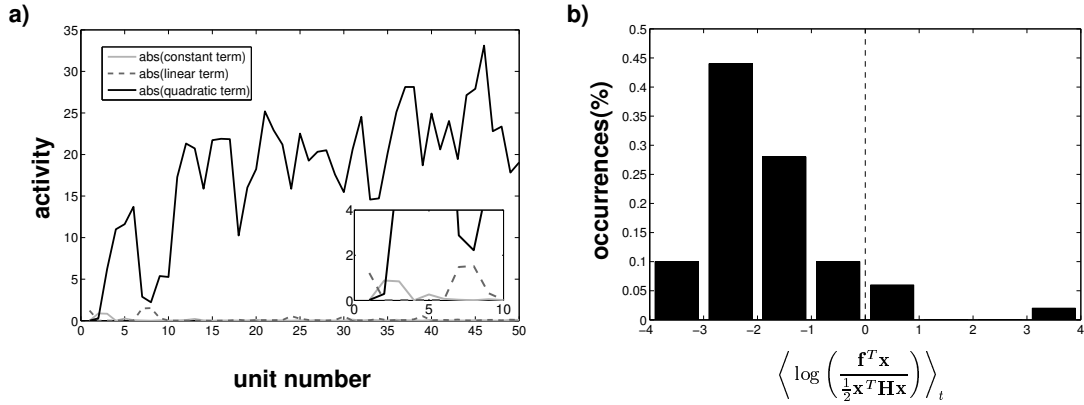 a)
35
30
25
20
15
10
5
0
activity
abs(constant term)
abs(linear term)
abs(quadratic term)
4
2
0
0 5 10
0 5 10 15 20 25 30 35 40 45 50
unit number
b)
0.5
0.45
0.4
0.35
0.3
0.25
0.2
0.15
0.1
0.05
0
occurrences(%)
−4 −3 −2 −1 0 1 2 3 4
⟨ log ( f^T x / ½ x^T H x ) ⟩_t